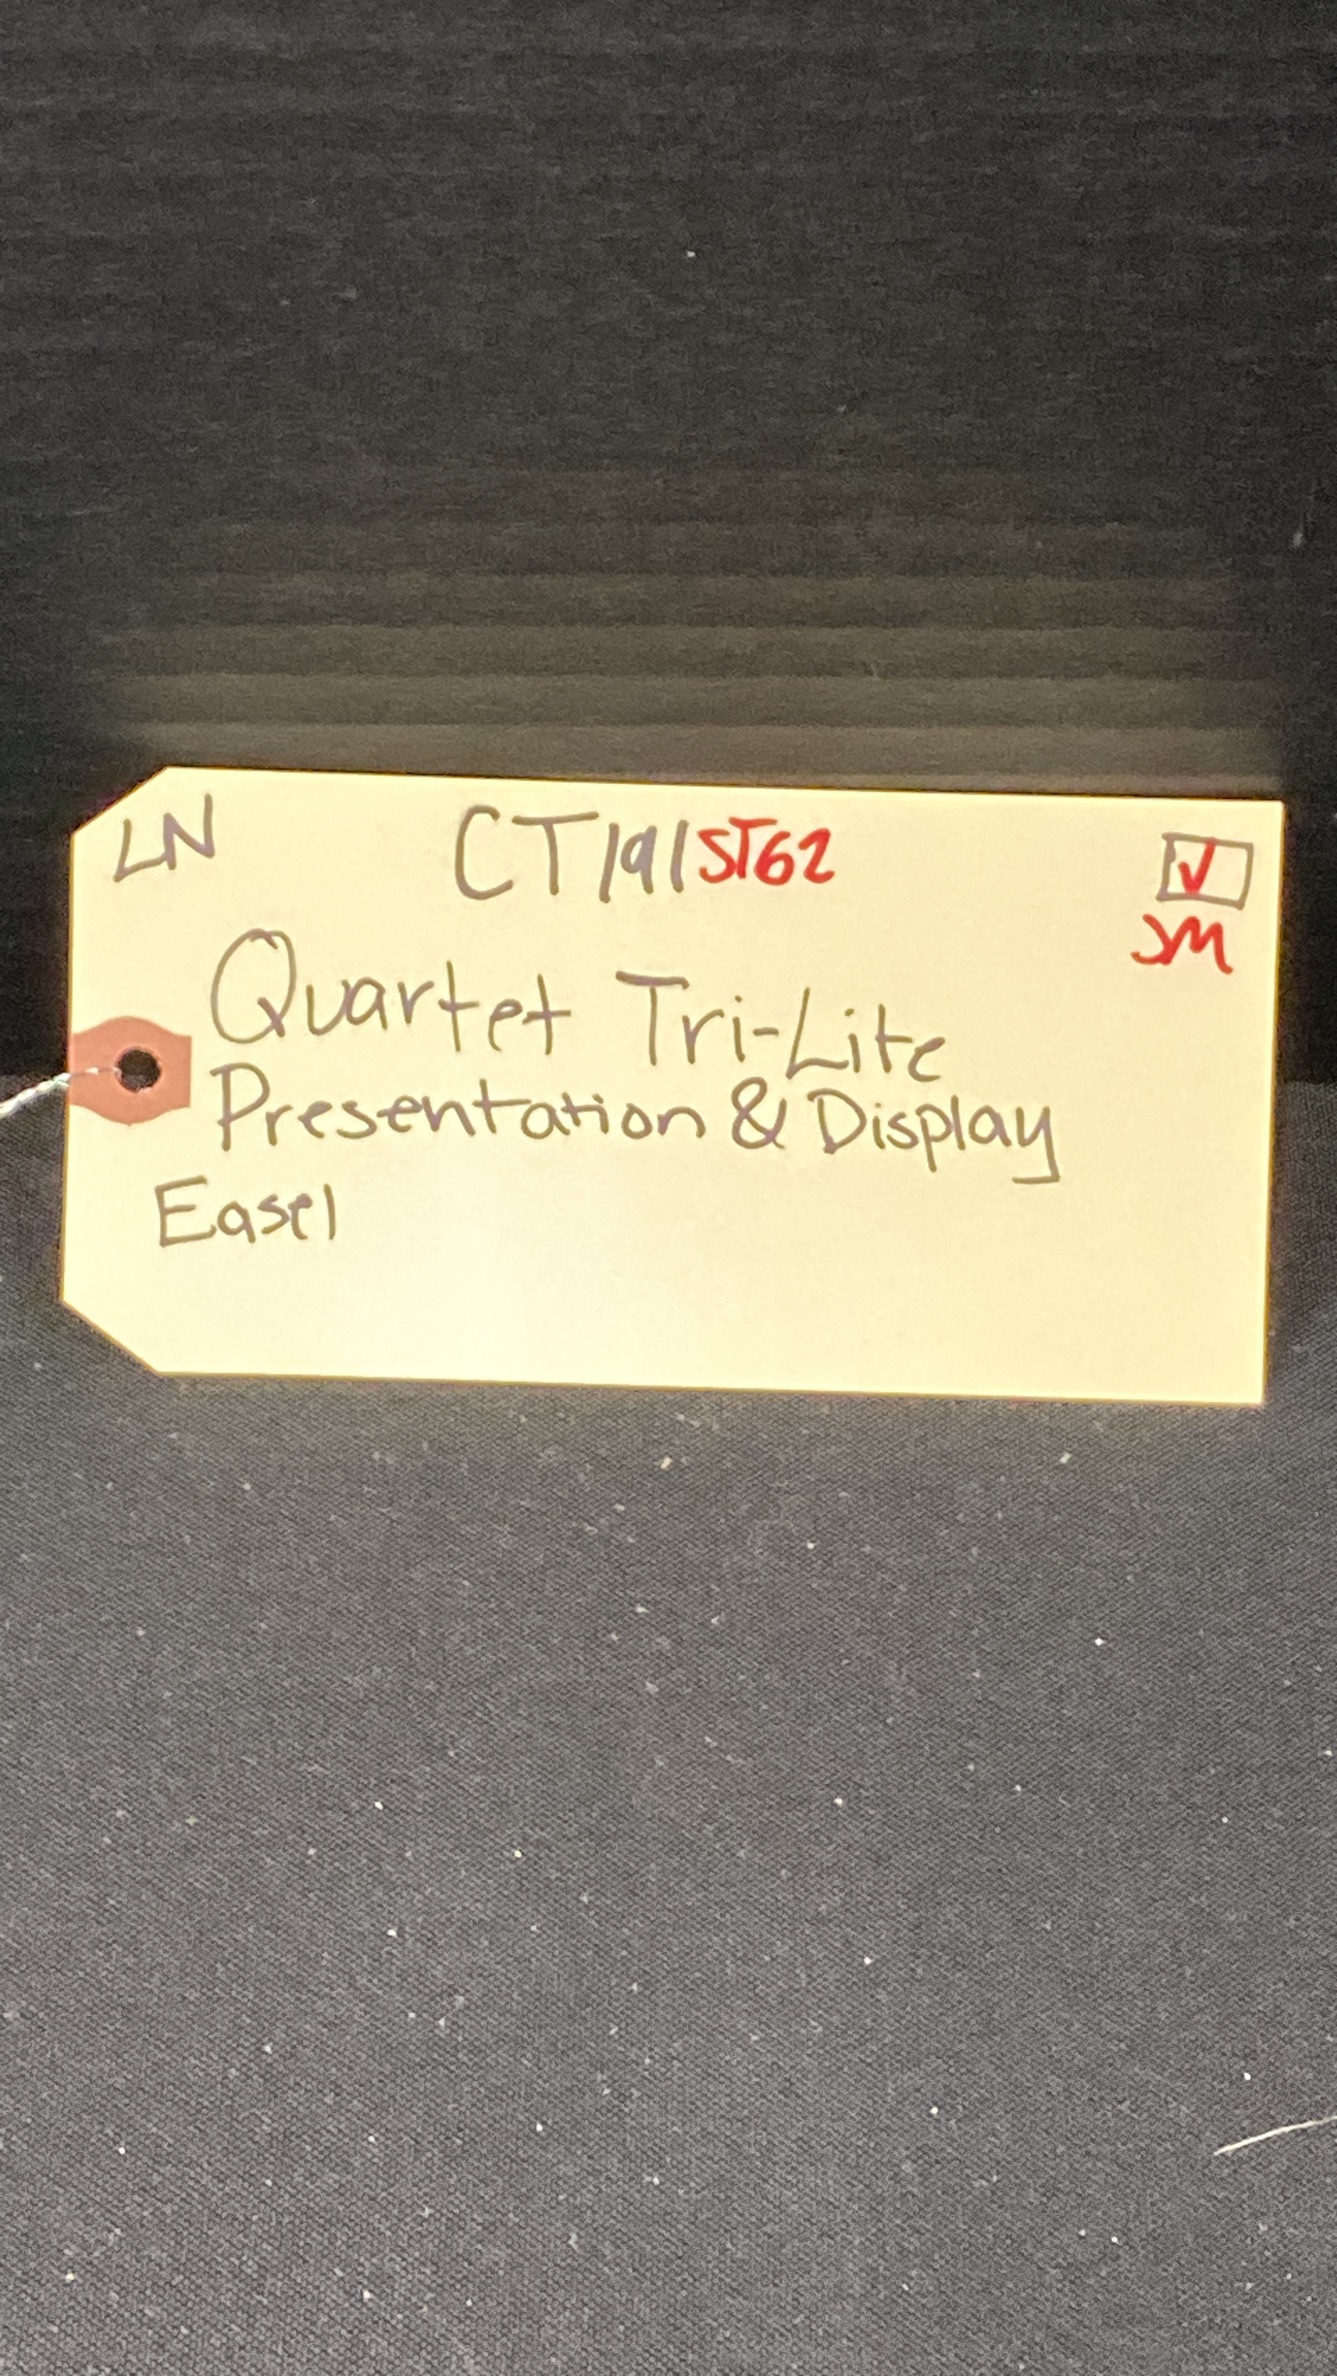 LN CT191ST62 ✓
JM
Quartet Tri-Lite
Presentation & Display
Easel